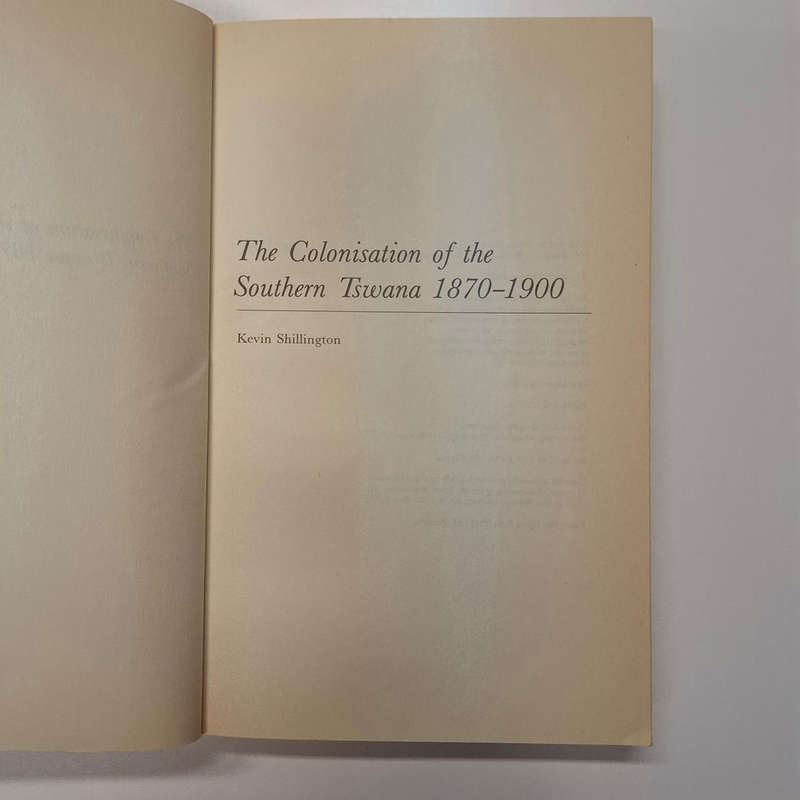 The Colonisation of the
Southern Tswana 1870–1900
Kevin Shillington